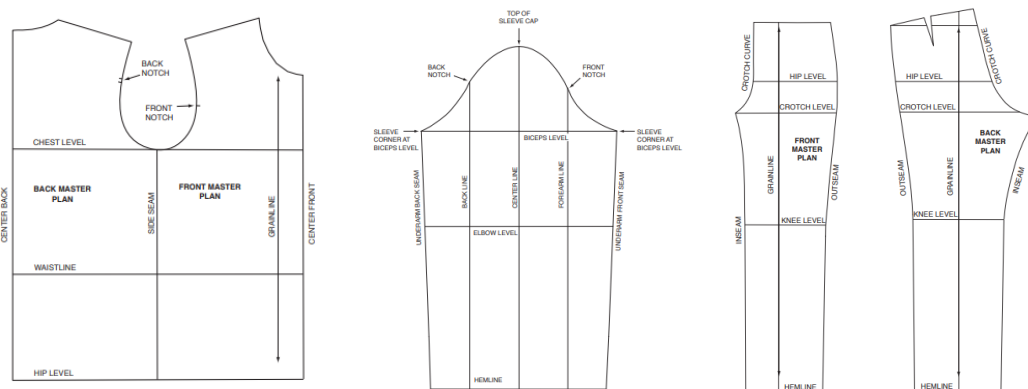 BACK
NOTCH
FRONT
NOTCH
CHEST LEVEL
BACK MASTER
PLAN
FRONT MASTER
PLAN
CENTER BACK
SIDE SEAM
GRAINLINE
CENTER FRONT
WAISTLINE
HIP LEVEL
TOP OF
SLEEVE CAP
BACK
NOTCH
FRONT
NOTCH
SLEEVE
CORNER AT
BICEPS LEVEL
BICEPS LEVEL
SLEEVE
CORNER AT
BICEPS LEVEL
UNDERARM BACK SEAM
BACK LINE
CENTER LINE
FOREARM LINE
UNDERARM FRONT SEAM
ELBOW LEVEL
HEMLINE
CROTCH CURVE
HIP LEVEL
CROTCH LEVEL
FRONT
MASTER
PLAN
GRAINLINE
OUTSEAM
INSEAM
KNEE LEVEL
HEMLINE
CROTCH CURVE
HIP LEVEL
CROTCH LEVEL
BACK
MASTER
PLAN
OUTSEAM
GRAINLINE
INSEAM
KNEE LEVEL
HEMLINE